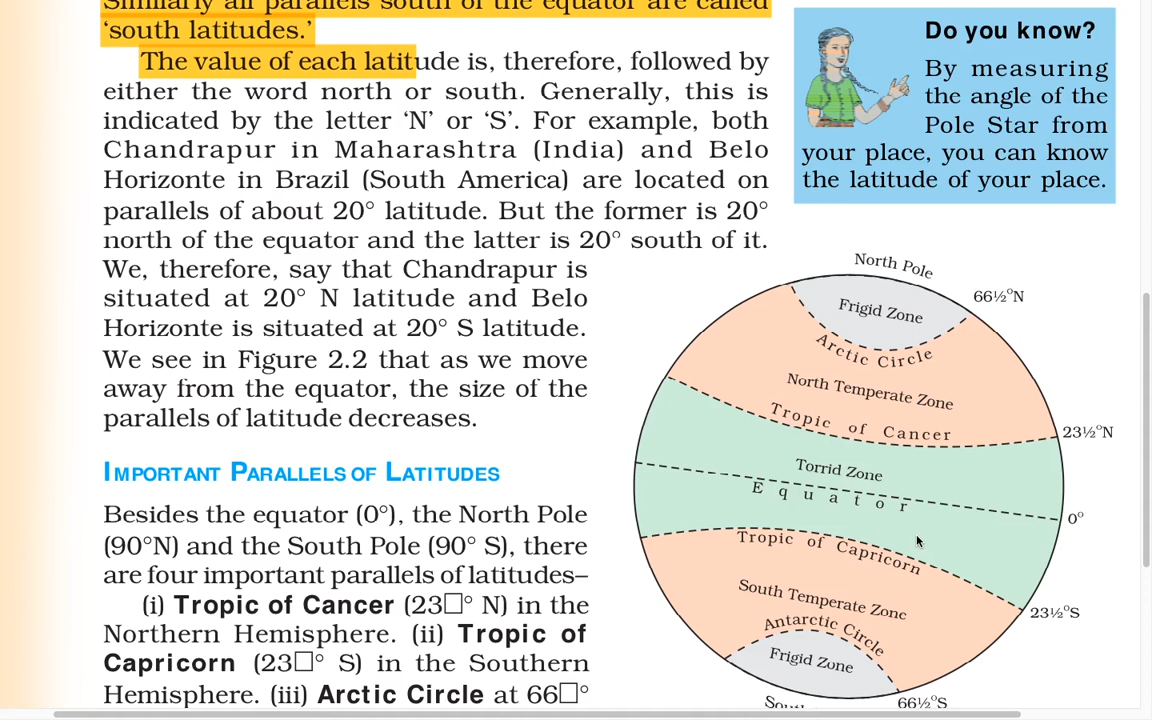 Similarly all parallels south of the equator are called
‘south latitudes.’
The value of each latitude is, therefore, followed by
either the word north or south. Generally, this is
indicated by the letter ‘N’ or ‘S’. For example, both
Chandrapur in Maharashtra (India) and Belo
Horizonte in Brazil (South America) are located on
parallels of about 20° latitude. But the former is 20°
north of the equator and the latter is 20° south of it.
We, therefore, say that Chandrapur is
situated at 20° N latitude and Belo
Horizonte is situated at 20° S latitude.
We see in Figure 2.2 that as we move
away from the equator, the size of the
parallels of latitude decreases.
IMPORTANT PARALLELS OF LATITUDES
Besides the equator (0°), the North Pole
(90°N) and the South Pole (90° S), there
are four important parallels of latitudes–
(i) Tropic of Cancer (23□° N) in the
Northern Hemisphere. (ii) Tropic of
Capricorn (23□° S) in the Southern
Hemisphere. (iii) Arctic Circle at 66□°
Do you know?
By measuring
the angle of the
Pole Star from
your place, you can know
the latitude of your place.
North Pole
66½°N
Frigid Zone
Arctic Circle
North Temperate Zone
Tropic of Cancer
23½°N
Torrid Zone
Equator
0°
Tropic of Capricorn
South Temperate Zone
23½°S
Antarctic Circle
Frigid Zone
66½°S